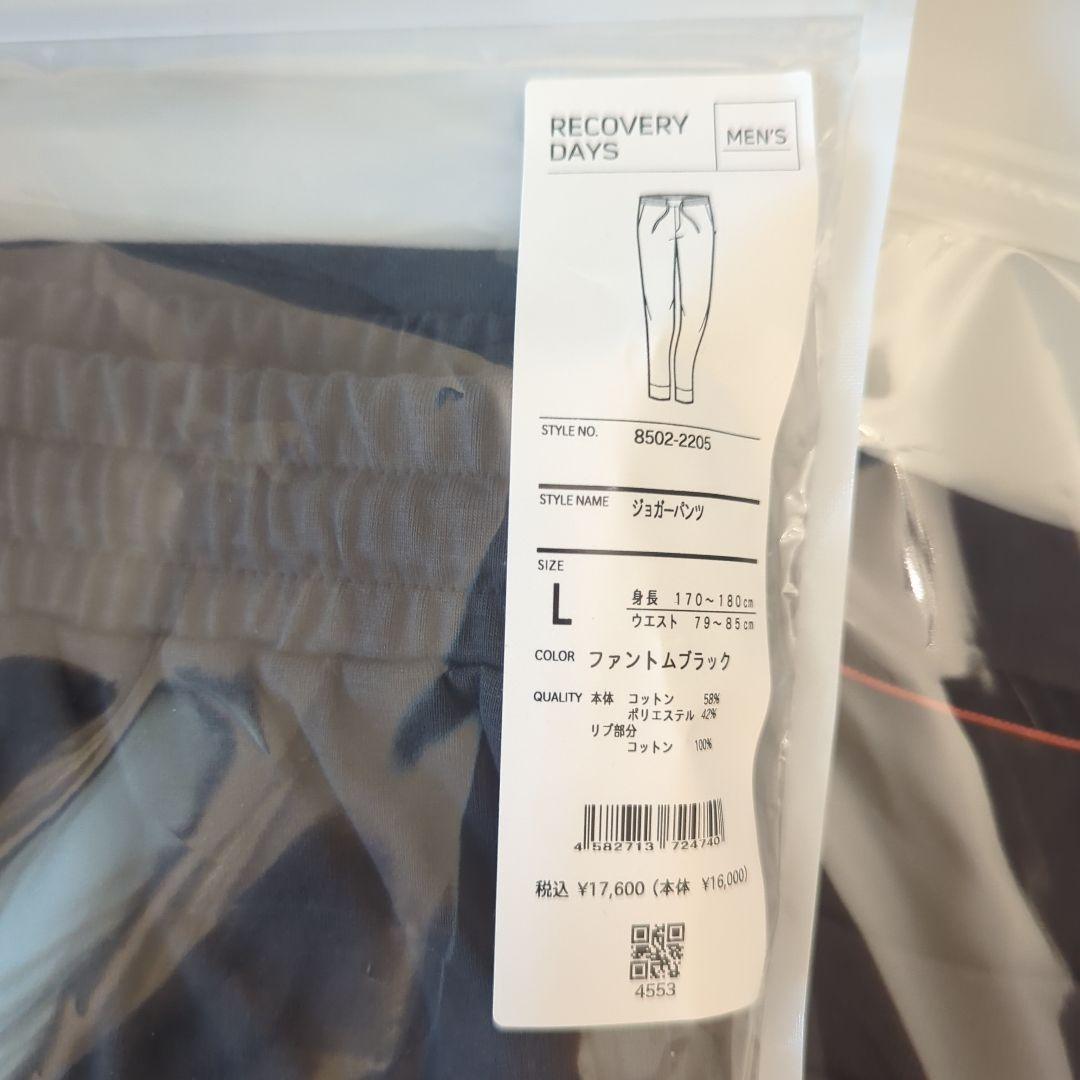 RECOVERY
DAYS
MEN'S
STYLE NO. 8502-2205
STYLE NAME ジョガーパンツ
SIZE
L
身長 170～180cm
ウエスト 79～85cm
COLOR ファントムブラック
QUALITY 本体 コットン 58%
ポリエステル 42%
リブ部分
コットン 100%
4 582713 724740
税込 ¥17,600 (本体 ¥16,000)
4553